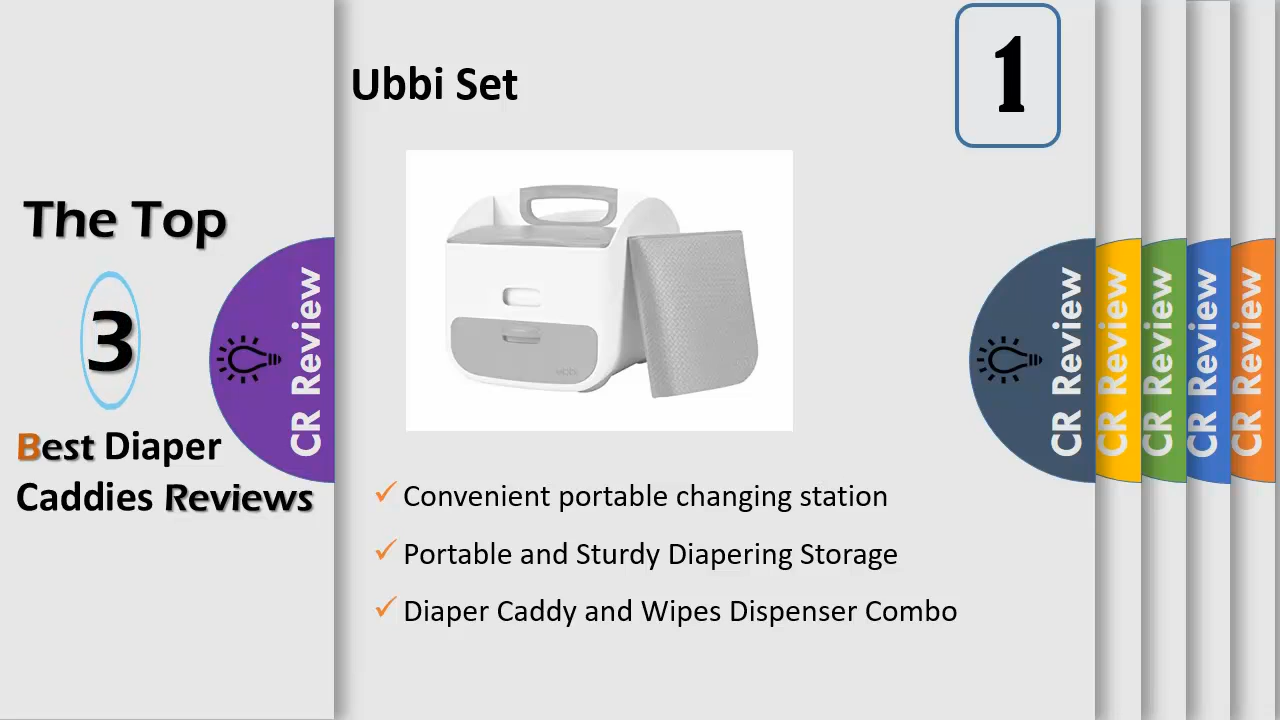 The Top
3
Best Diaper
Caddies Reviews
CR Review
Ubbi Set
1
Convenient portable changing station
Portable and Sturdy Diapering Storage
Diaper Caddy and Wipes Dispenser Combo
CR Review
CR Review
CR Review
CR Review
CR Review